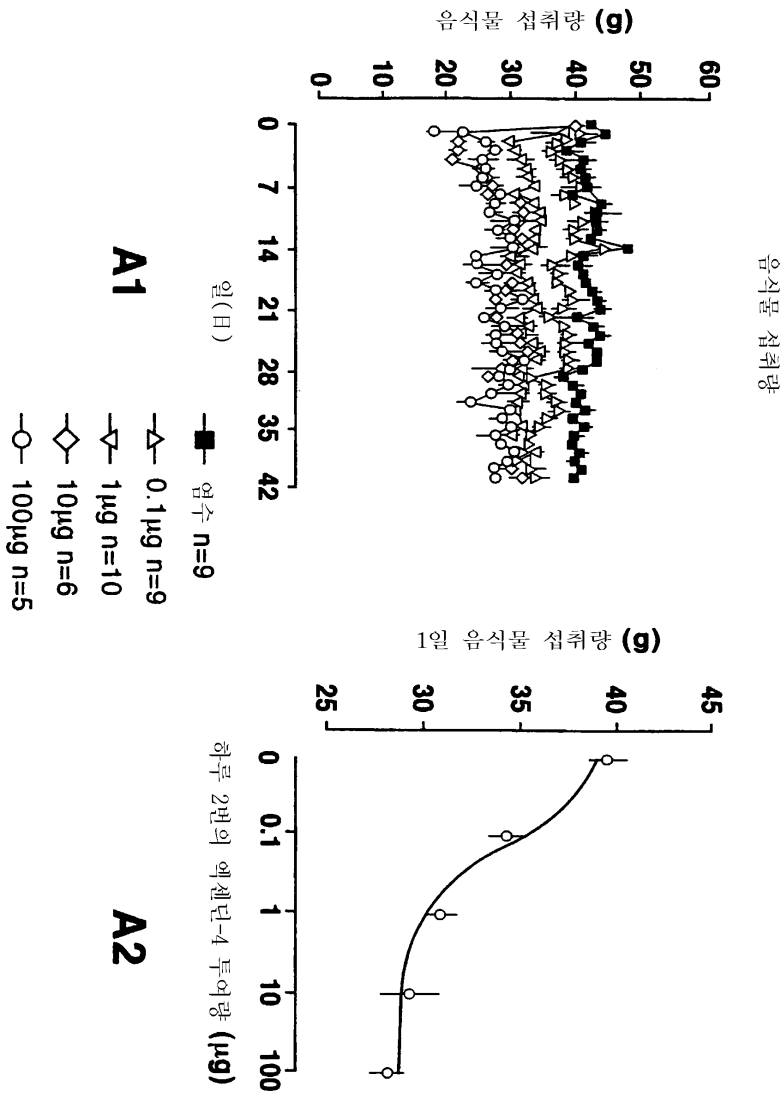 음식물 섭취량
음식물 섭취량 (g)
60
50
40
30
20
10
0
0 7 14 21 28 35 42
일(日)
A1
염수 n=9
0.1μg n=9
1μg n=10
10μg n=6
100μg n=5
1일 음식물 섭취량 (g)
45
40
35
30
25
0 0.1 1 10 100
하루 2번의 엑센딘-4 투여량 (μg)
A2